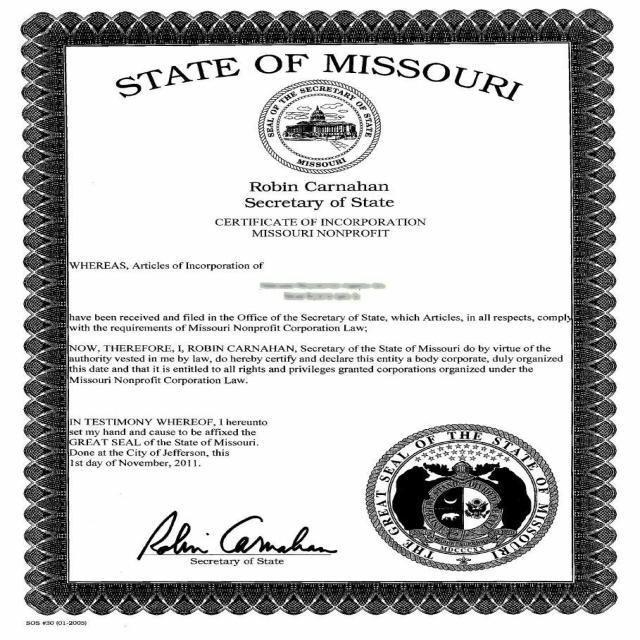 STATE OF MISSOURI
SEAL OF THE SECRETARY OF STATE
MISSOURI
Robin Carnahan
Secretary of State
CERTIFICATE OF INCORPORATION
MISSOURI NONPROFIT
WHEREAS, Articles of Incorporation of
have been received and filed in the Office of the Secretary of State, which Articles, in all respects, comply
with the requirements of Missouri Nonprofit Corporation Law;
NOW, THEREFORE, I, ROBIN CARNAHAN, Secretary of the State of Missouri do by virtue of the
authority vested in me by law, do hereby certify and declare this entity a body corporate, duly organized
this date and that it is entitled to all rights and privileges granted corporations organized under the
Missouri Nonprofit Corporation Law.
IN TESTIMONY WHEREOF, I hereunto
set my hand and cause to be affixed the
GREAT SEAL of the State of Missouri.
Done at the City of Jefferson, this
1st day of November, 2011.
THE GREAT SEAL OF THE STATE OF MISSOURI
MDCCCXX
Robin Carnahan
Secretary of State
SOS #30 (01-2005)